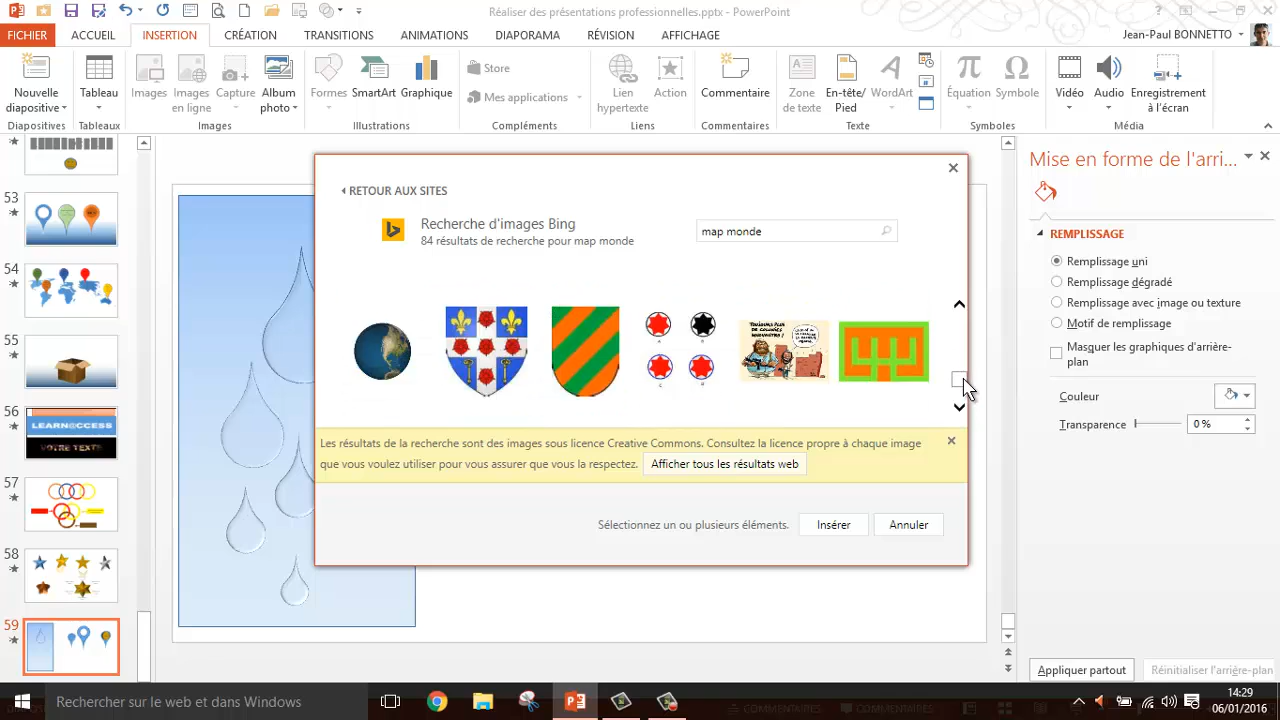 Réaliser des présentations professionnelles.pptx - PowerPoint
FICHIER ACCUEIL INSERTION CRÉATION TRANSITIONS ANIMATIONS DIAPORAMA RÉVISION AFFICHAGE Jean-Paul BONNETTO
Nouvelle diapositive
Tableau
Images
Images en ligne
Capture
Album photo
Formes
SmartArt
Graphique
Store
Mes applications
Lien hypertexte
Action
Commentaire
Zone de texte
En-tête/ Pied
WordArt
Équation
Symbole
Vidéo
Audio
Enregistrement à l'écran
Diapositives Tableaux Images Illustrations Compléments Liens Commentaires Texte Symboles Média
53
54
55
56
LEARN@CCESS
VOTRE TEXTE
57
58
59
RETOUR AUX SITES
Recherche d'images Bing
84 résultats de recherche pour map monde
map monde
Les résultats de la recherche sont des images sous licence Creative Commons. Consultez la licence propre à chaque image
que vous voulez utiliser pour vous assurer que vous la respectez. Afficher tous les résultats web
Sélectionnez un ou plusieurs éléments. Insérer Annuler
Mise en forme de l'arri...
REMPLISSAGE
Remplissage uni
Remplissage dégradé
Remplissage avec image ou texture
Motif de remplissage
Masquer les graphiques d'arrière-
plan
Couleur
Transparence 0 %
Appliquer partout Réinitialiser l'arrière-plan
COMMENTAIRES
Rechercher sur le web et dans Windows
14:29
06/01/2016